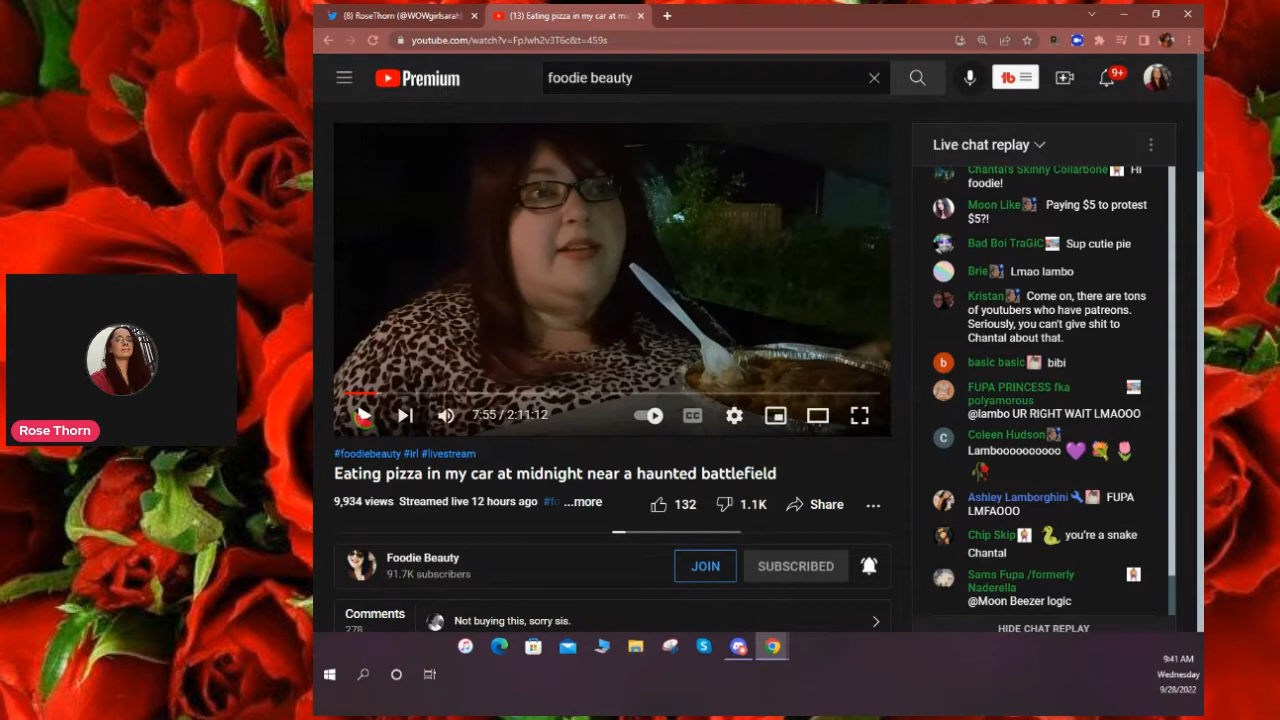 (8) RoseThorn (@WOWgirlsarah
(13) Eating pizza in my car at mid
youtube.com/watch?v=FpJwh2v3T6c&t=459s
Premium
foodie beauty
9+
Live chat replay
Chantal's Skinny Collarbone Hi
foodie!
Moon Like Paying $5 to protest
$5?!
Bad Boi TraGiC Sup cutie pie
Brie Lmao lambo
Kristan Come on, there are tons
of youtubers who have patreons.
Seriously, you can't give shit to
Chantal about that.
b basic basic bibi
FUPA PRINCESS fka
polyamorous
@lambo UR RIGHT WAIT LMAOOO
C Coleen Hudson
Lamboooooooooo
Ashley Lamborghini FUPA
LMFAOOO
Chip Skip you're a snake
Chantal
Sams Fupa /formerly
Naderella
@Moon Beezer logic
HIDE CHAT REPLAY
7:55 / 2:11:12
CC
#foodiebeauty #irl #livestream
Eating pizza in my car at midnight near a haunted battlefield
9,934 views Streamed live 12 hours ago #fo ...more
132
1.1K
Share
Foodie Beauty
91.7K subscribers
JOIN
SUBSCRIBED
Comments
278
Not buying this, sorry sis.
Rose Thorn
9:41 AM
Wednesday
9/28/2022